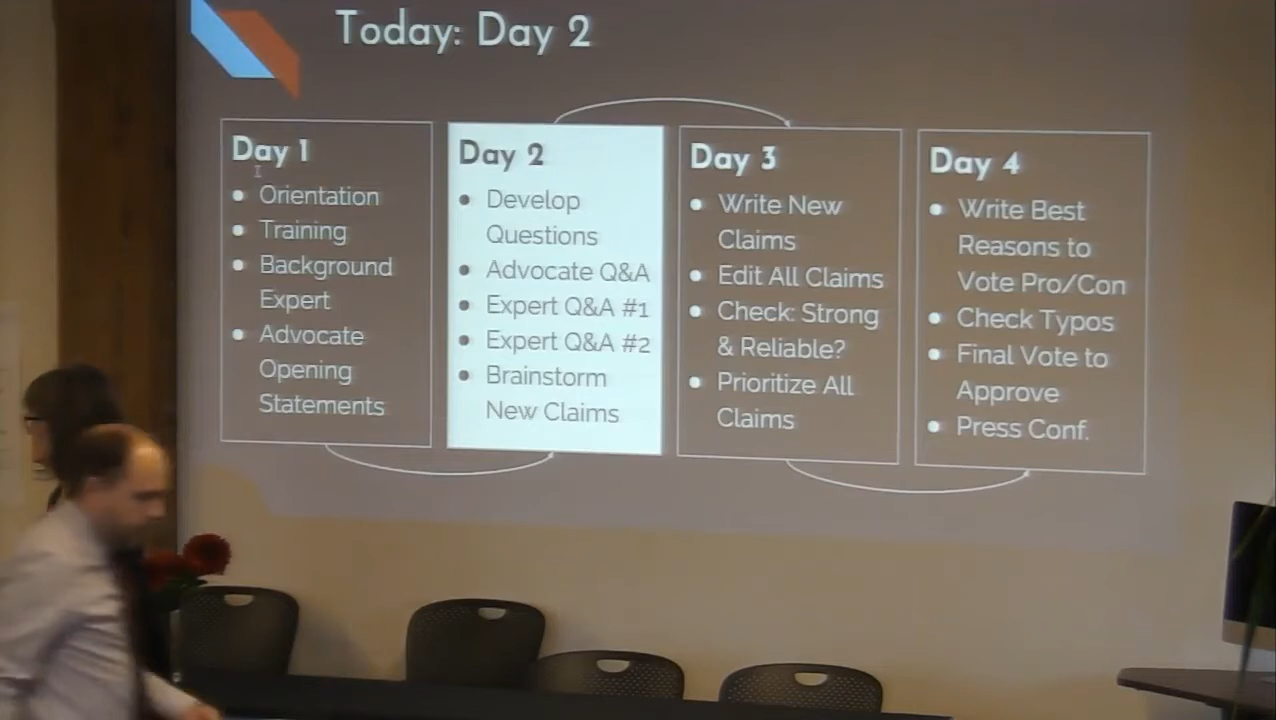 Today: Day 2
Day 1
Orientation
Training
Background
Expert
Advocate
Opening
Statements
Day 2
Develop
Questions
Advocate Q&A
Expert Q&A #1
Expert Q&A #2
Brainstorm
New Claims
Day 3
Write New
Claims
Edit All Claims
Check: Strong
& Reliable?
Prioritize All
Claims
Day 4
Write Best
Reasons to
Vote Pro/Con
Check Typos
Final Vote to
Approve
Press Conf.